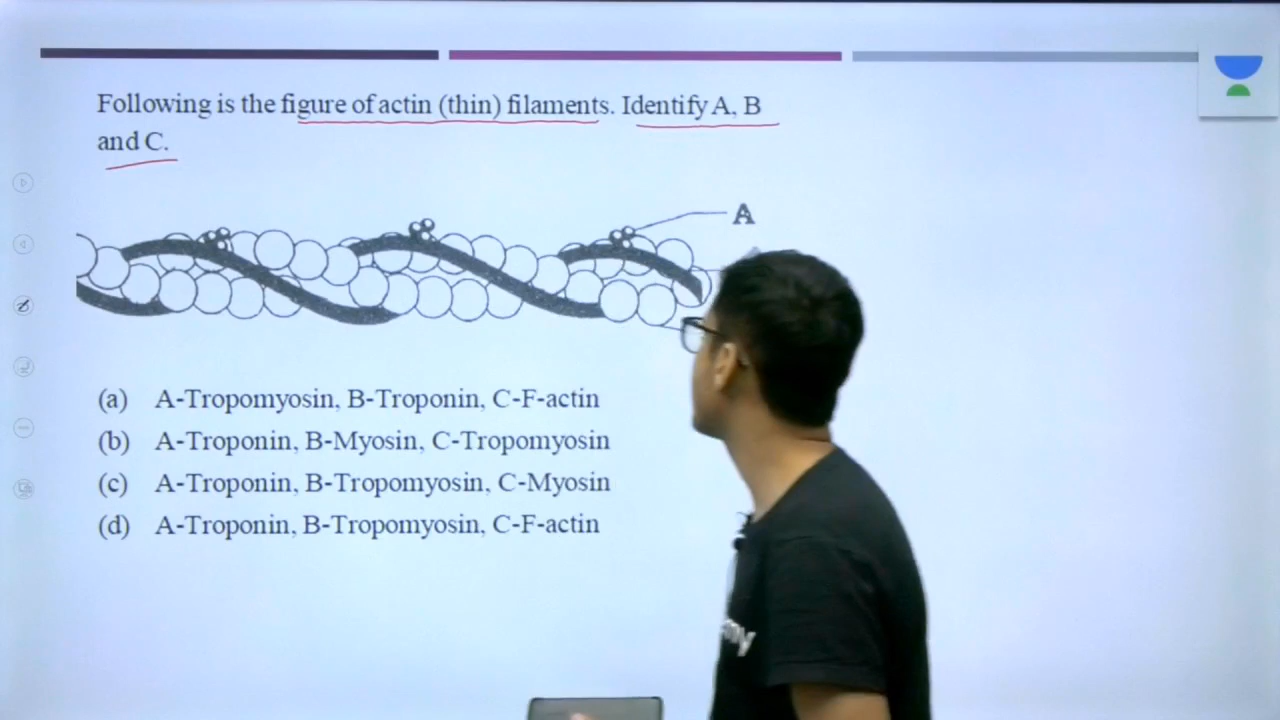 Following is the figure of actin (thin) filaments. Identify A, B
and C.
A
(a) A-Tropomyosin, B-Troponin, C-F-actin
(b) A-Troponin, B-Myosin, C-Tropomyosin
(c) A-Troponin, B-Tropomyosin, C-Myosin
(d) A-Troponin, B-Tropomyosin, C-F-actin